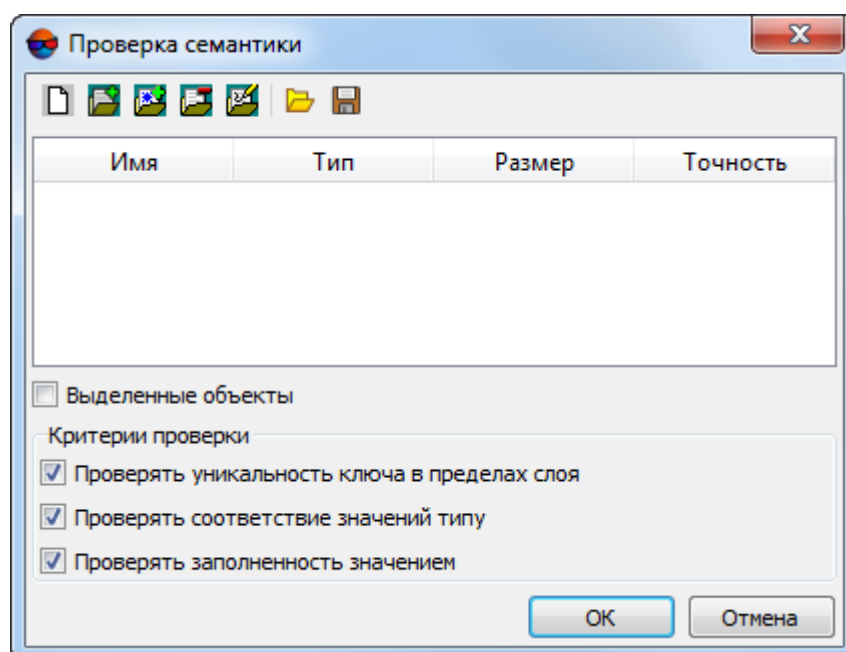 Проверка семантики
Имя Тип Размер Точность
Выделенные объекты
Критерии проверки
Проверять уникальность ключа в пределах слоя
Проверять соответствие значений типу
Проверять заполненность значением
OK Отмена